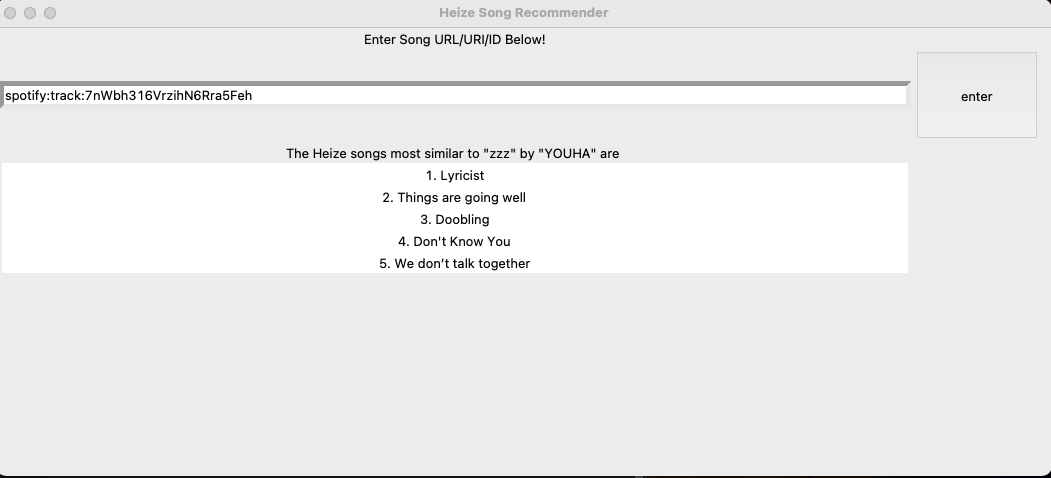 Heize Song Recommender
Enter Song URL/URI/ID Below!
spotify:track:7nWbh316VrzihN6Rra5Feh
enter
The Heize songs most similar to "zzz" by "YOUHA" are
1. Lyricist
2. Things are going well
3. Doobling
4. Don't Know You
5. We don’t talk together